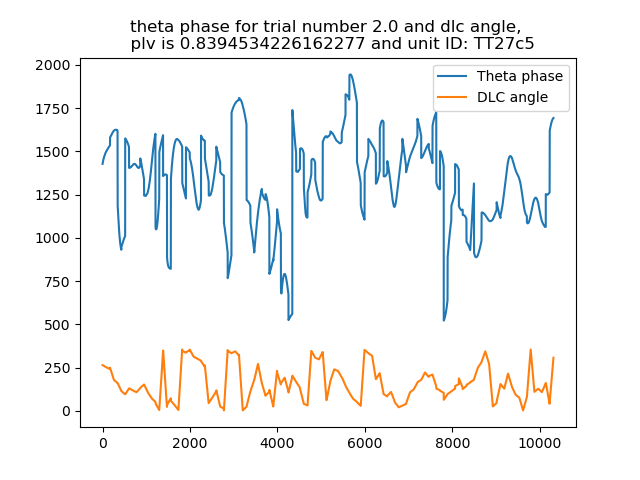 theta phase for trial number 2.0 and dlc angle,
plv is 0.8394534226162277 and unit ID: TT27c5
Theta phase
DLC angle
2000
1750
1500
1250
1000
750
500
250
0
0 2000 4000 6000 8000 10000